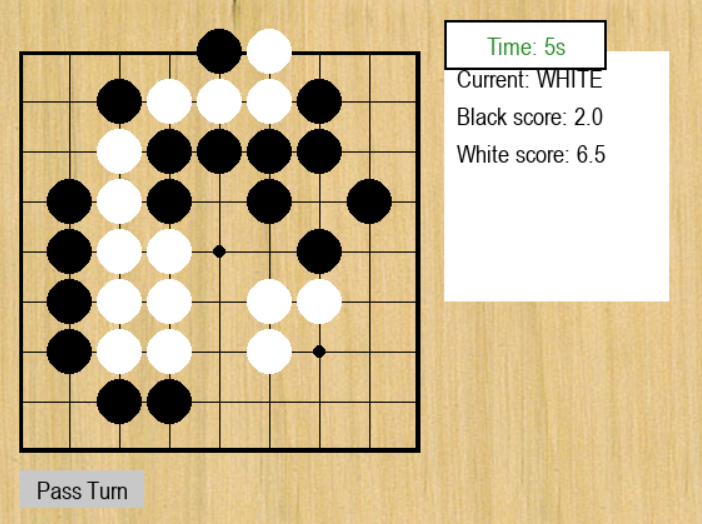 Time: 5s
Current: WHITE
Black score: 2.0
White score: 6.5
Pass Turn